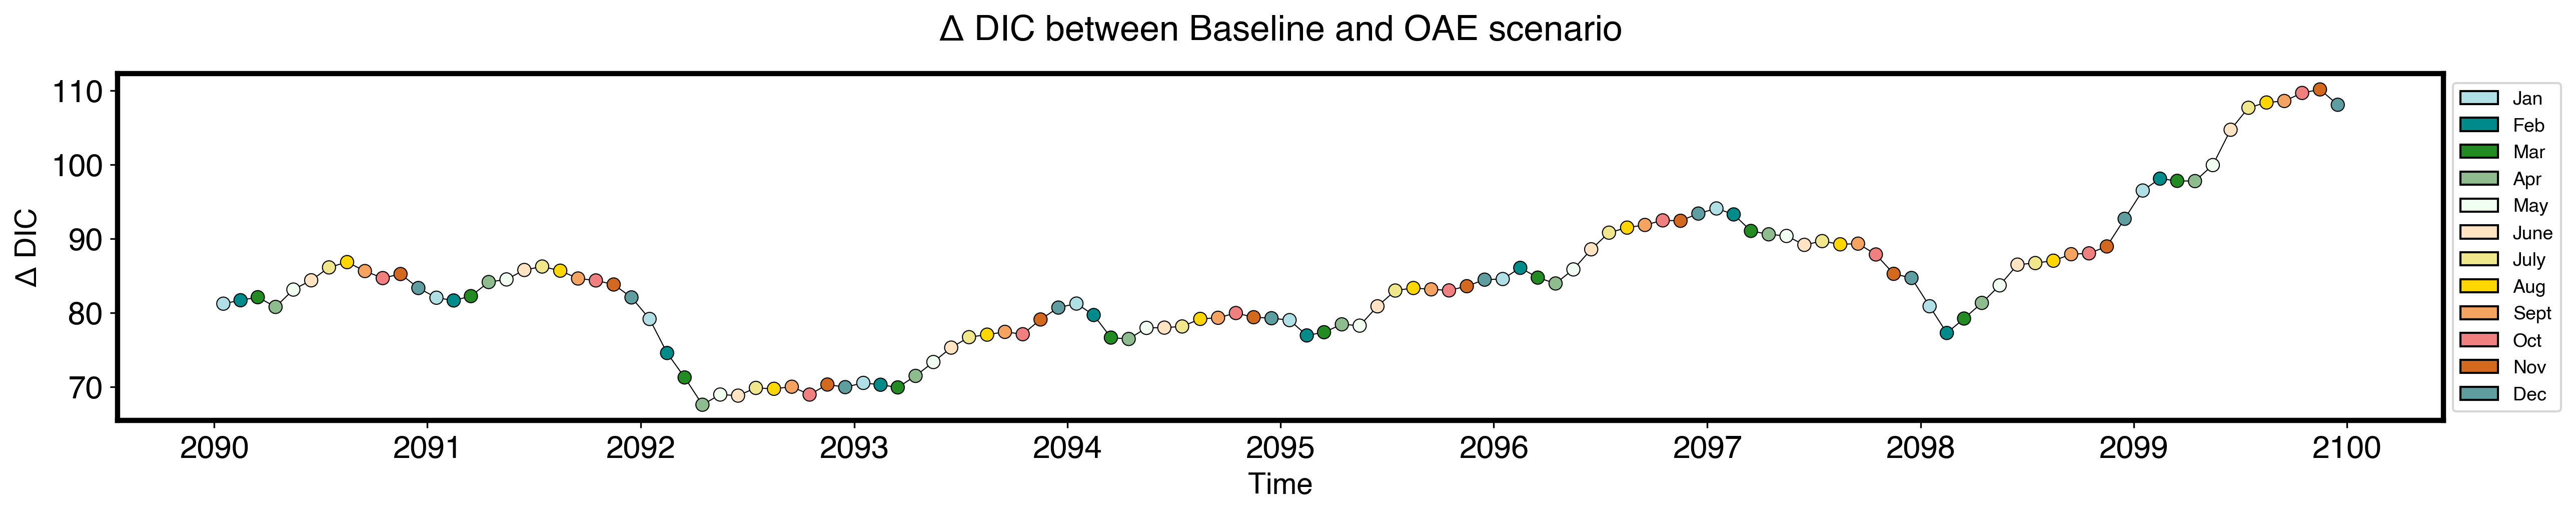 Δ DIC between Baseline and OAE scenario
Δ DIC
110
100
90
80
70
2090 2091 2092 2093 2094 2095 2096 2097 2098 2099 2100
Time
Jan
Feb
Mar
Apr
May
June
July
Aug
Sept
Oct
Nov
Dec